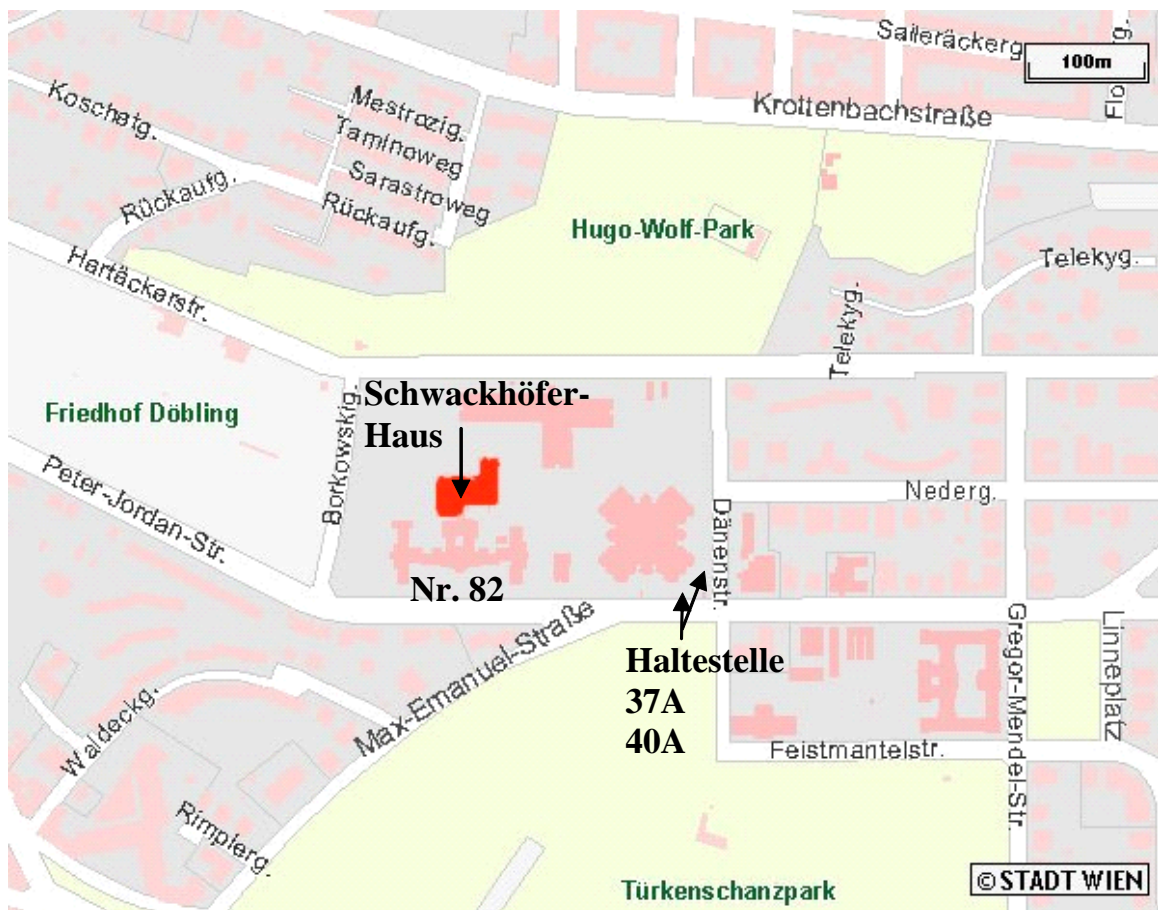 Saileräckerg
100m
Flo
rg.
Krottenbachstraße
Koschatg.
Mestrozig.
Taminoweg
Sarastroweg
Rückaufg.
Rückaufg.
Hugo-Wolf-Park
Telekyg.
Hartäckerstr.
Telekyg.
Schwackhöfer-
Haus
Friedhof Döbling
Borkowskig.
Peter-Jordan-Str.
Nederg.
Dänenstr.
Nr. 82
Max-Emanuel-Straße
Haltestelle
37A
40A
Gregor-Mendel-Str.
Linneplatz
Waldeckg.
Feistmantelstr.
Rimplerg.
Türkenschanzpark
© STADT WIEN